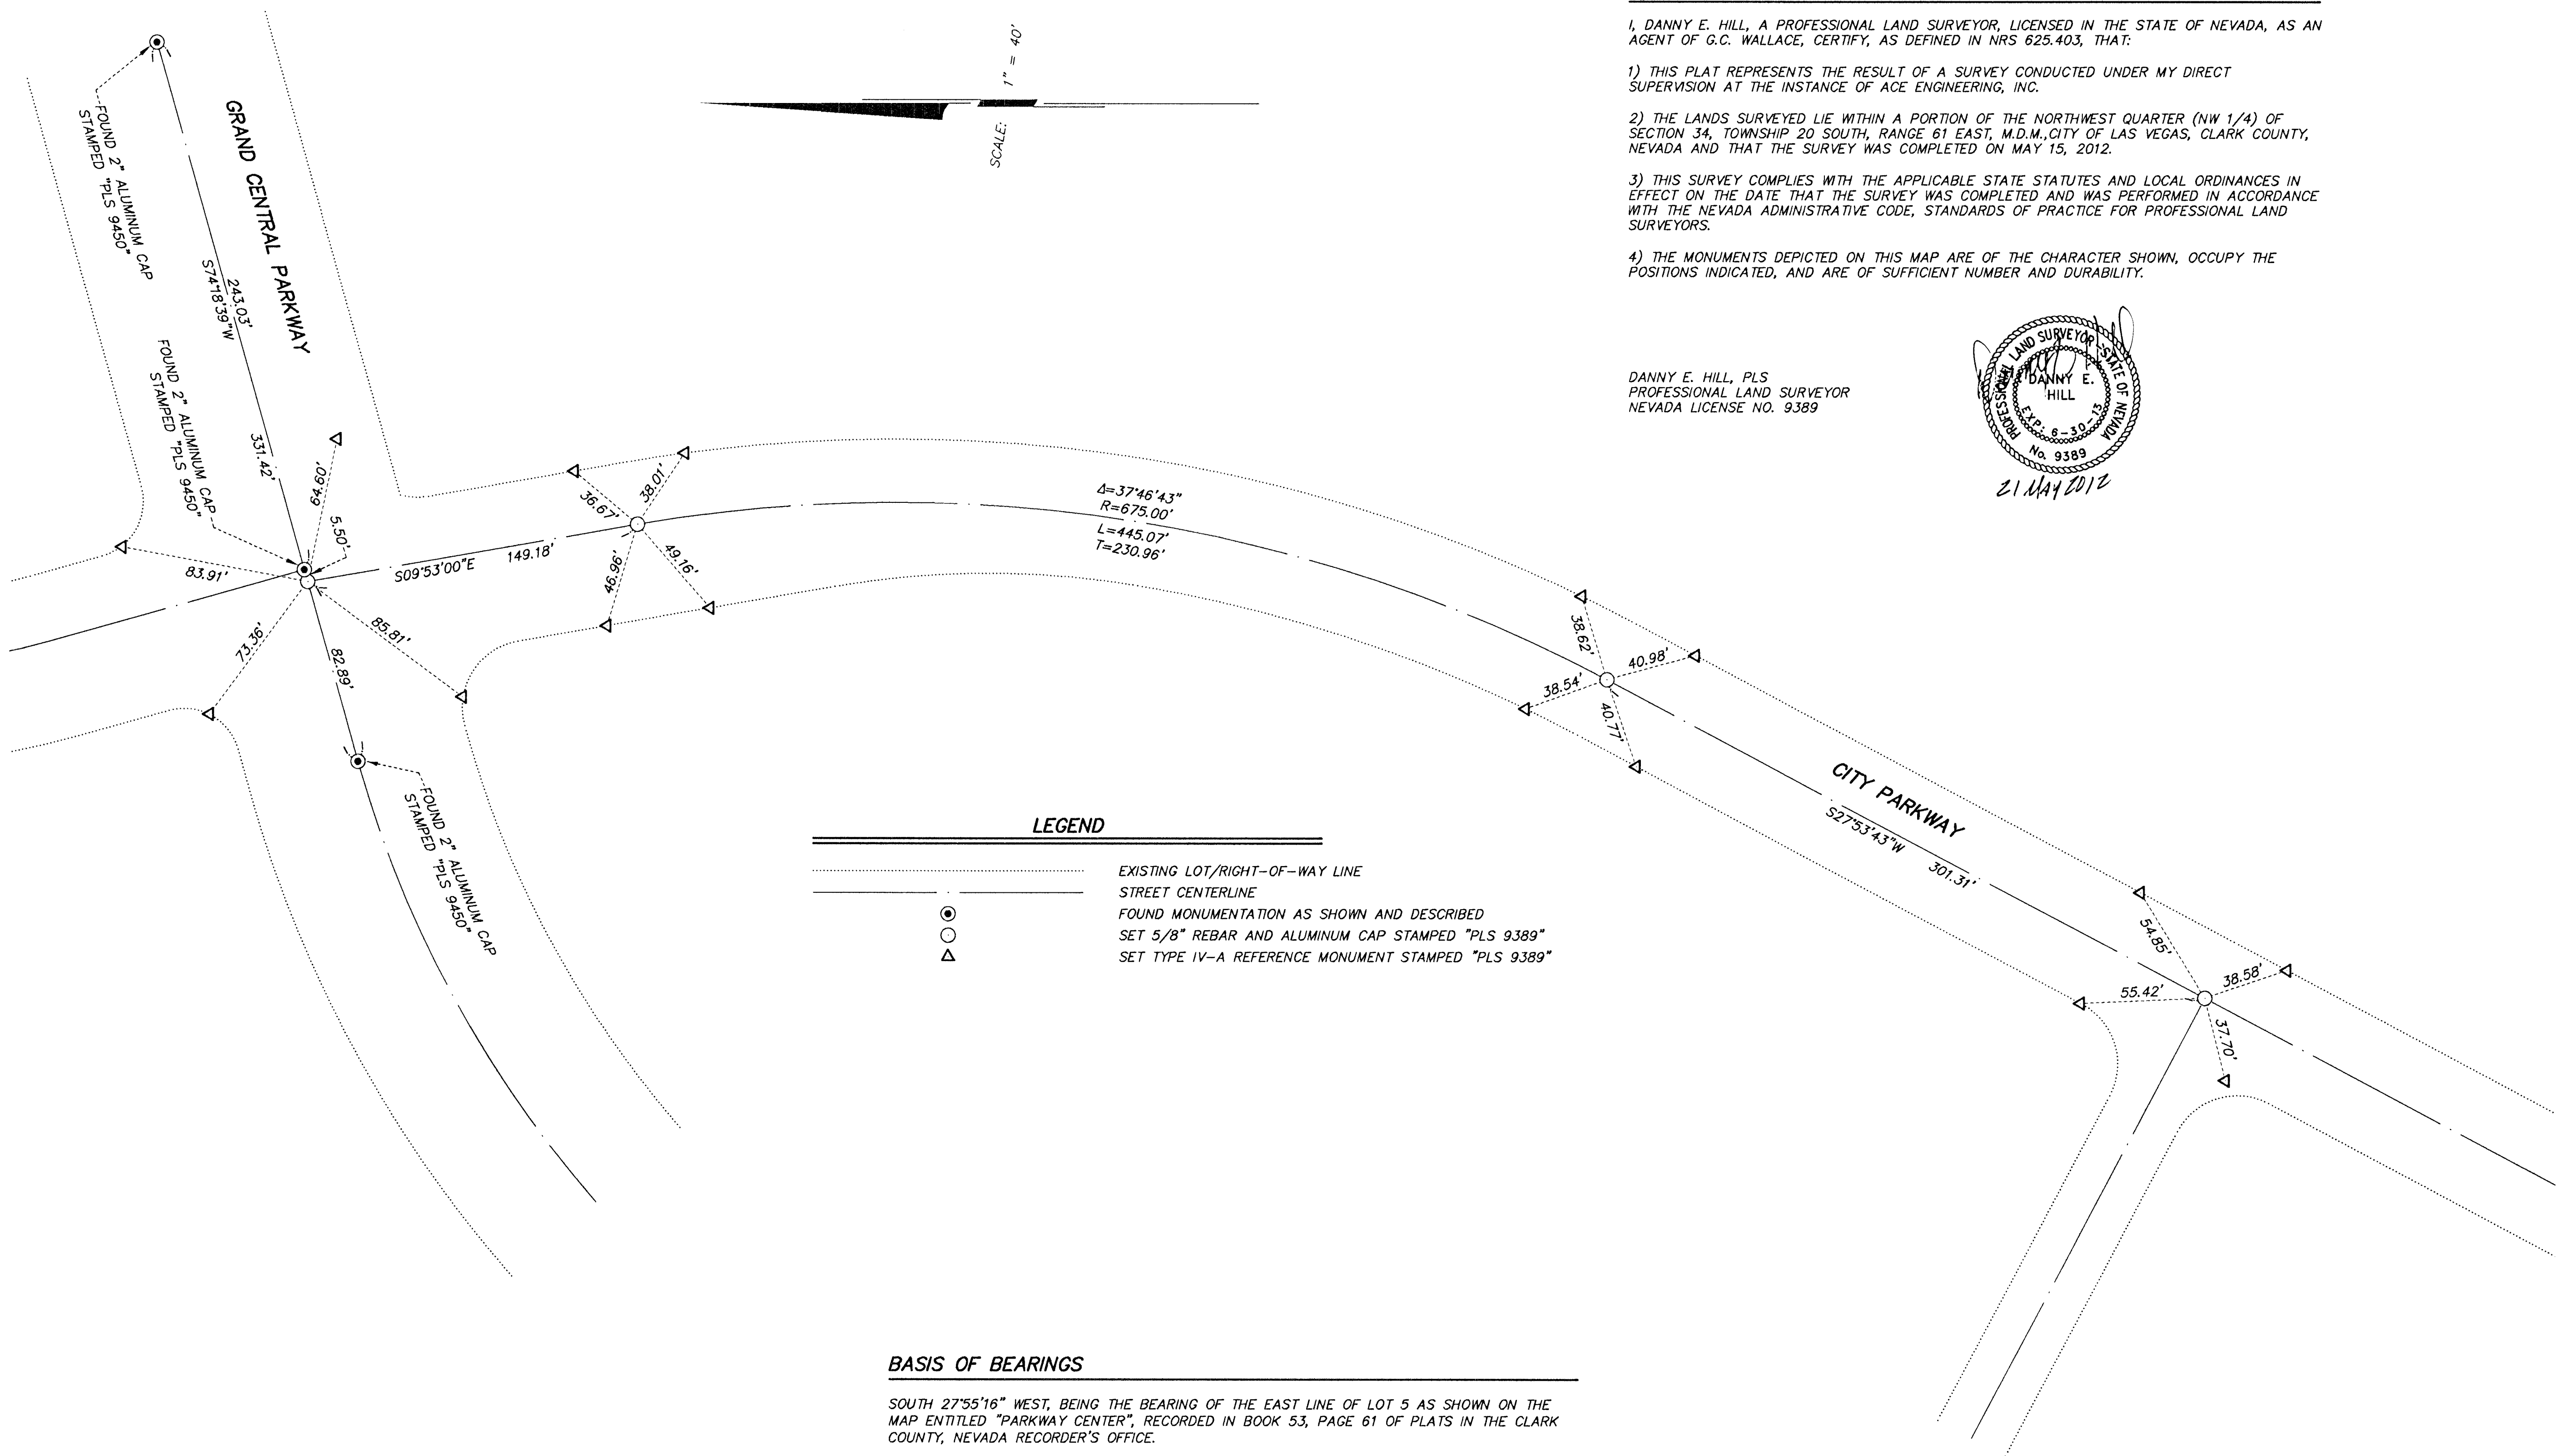 I, DANNY E. HILL, A PROFESSIONAL LAND SURVEYOR, LICENSED IN THE STATE OF NEVADA, AS AN
AGENT OF G.C. WALLACE, CERTIFY, AS DEFINED IN NRS 625.403, THAT:
1) THIS PLAT REPRESENTS THE RESULT OF A SURVEY CONDUCTED UNDER MY DIRECT
SUPERVISION AT THE INSTANCE OF ACE ENGINEERING, INC.
2) THE LANDS SURVEYED LIE WITHIN A PORTION OF THE NORTHWEST QUARTER (NW 1/4) OF
SECTION 34, TOWNSHIP 20 SOUTH, RANGE 61 EAST, M.D.M.,CITY OF LAS VEGAS, CLARK COUNTY,
NEVADA AND THAT THE SURVEY WAS COMPLETED ON MAY 15, 2012.
3) THIS SURVEY COMPLIES WITH THE APPLICABLE STATE STATUTES AND LOCAL ORDINANCES IN
EFFECT ON THE DATE THAT THE SURVEY WAS COMPLETED AND WAS PERFORMED IN ACCORDANCE
WITH THE NEVADA ADMINISTRATIVE CODE, STANDARDS OF PRACTICE FOR PROFESSIONAL LAND
SURVEYORS.
4) THE MONUMENTS DEPICTED ON THIS MAP ARE OF THE CHARACTER SHOWN, OCCUPY THE
POSITIONS INDICATED, AND ARE OF SUFFICIENT NUMBER AND DURABILITY.
DANNY E. HILL, PLS
PROFESSIONAL LAND SURVEYOR
NEVADA LICENSE NO. 9389
PROFESSIONAL LAND SURVEYOR - STATE OF NEVADA
DANNY E.
HILL
EXP: 6-30-13
No. 9389
21 MAY 2012
SCALE: 1" = 40'
GRAND CENTRAL PARKWAY
FOUND 2" ALUMINUM CAP
STAMPED "PLS 9450"
243.03'
S74°18'39"W
FOUND 2" ALUMINUM CAP
STAMPED "PLS 9450"
331.42'
64.60'
5.50'
83.91'
73.36'
85.81'
82.89'
FOUND 2" ALUMINUM CAP
STAMPED "PLS 9450"
S09°53'00"E 149.18'
36.67'
38.01'
46.96'
49.16'
Δ=37°46'43"
R=675.00'
L=445.07'
T=230.96'
38.62'
40.98'
38.54'
40.77'
CITY PARKWAY
S27°53'43"W 301.31'
54.85'
38.58'
55.42'
37.70'
LEGEND
EXISTING LOT/RIGHT-OF-WAY LINE
STREET CENTERLINE
FOUND MONUMENTATION AS SHOWN AND DESCRIBED
SET 5/8" REBAR AND ALUMINUM CAP STAMPED "PLS 9389"
SET TYPE IV-A REFERENCE MONUMENT STAMPED "PLS 9389"
BASIS OF BEARINGS
SOUTH 27°55'16" WEST, BEING THE BEARING OF THE EAST LINE OF LOT 5 AS SHOWN ON THE
MAP ENTITLED "PARKWAY CENTER", RECORDED IN BOOK 53, PAGE 61 OF PLATS IN THE CLARK
COUNTY, NEVADA RECORDER'S OFFICE.